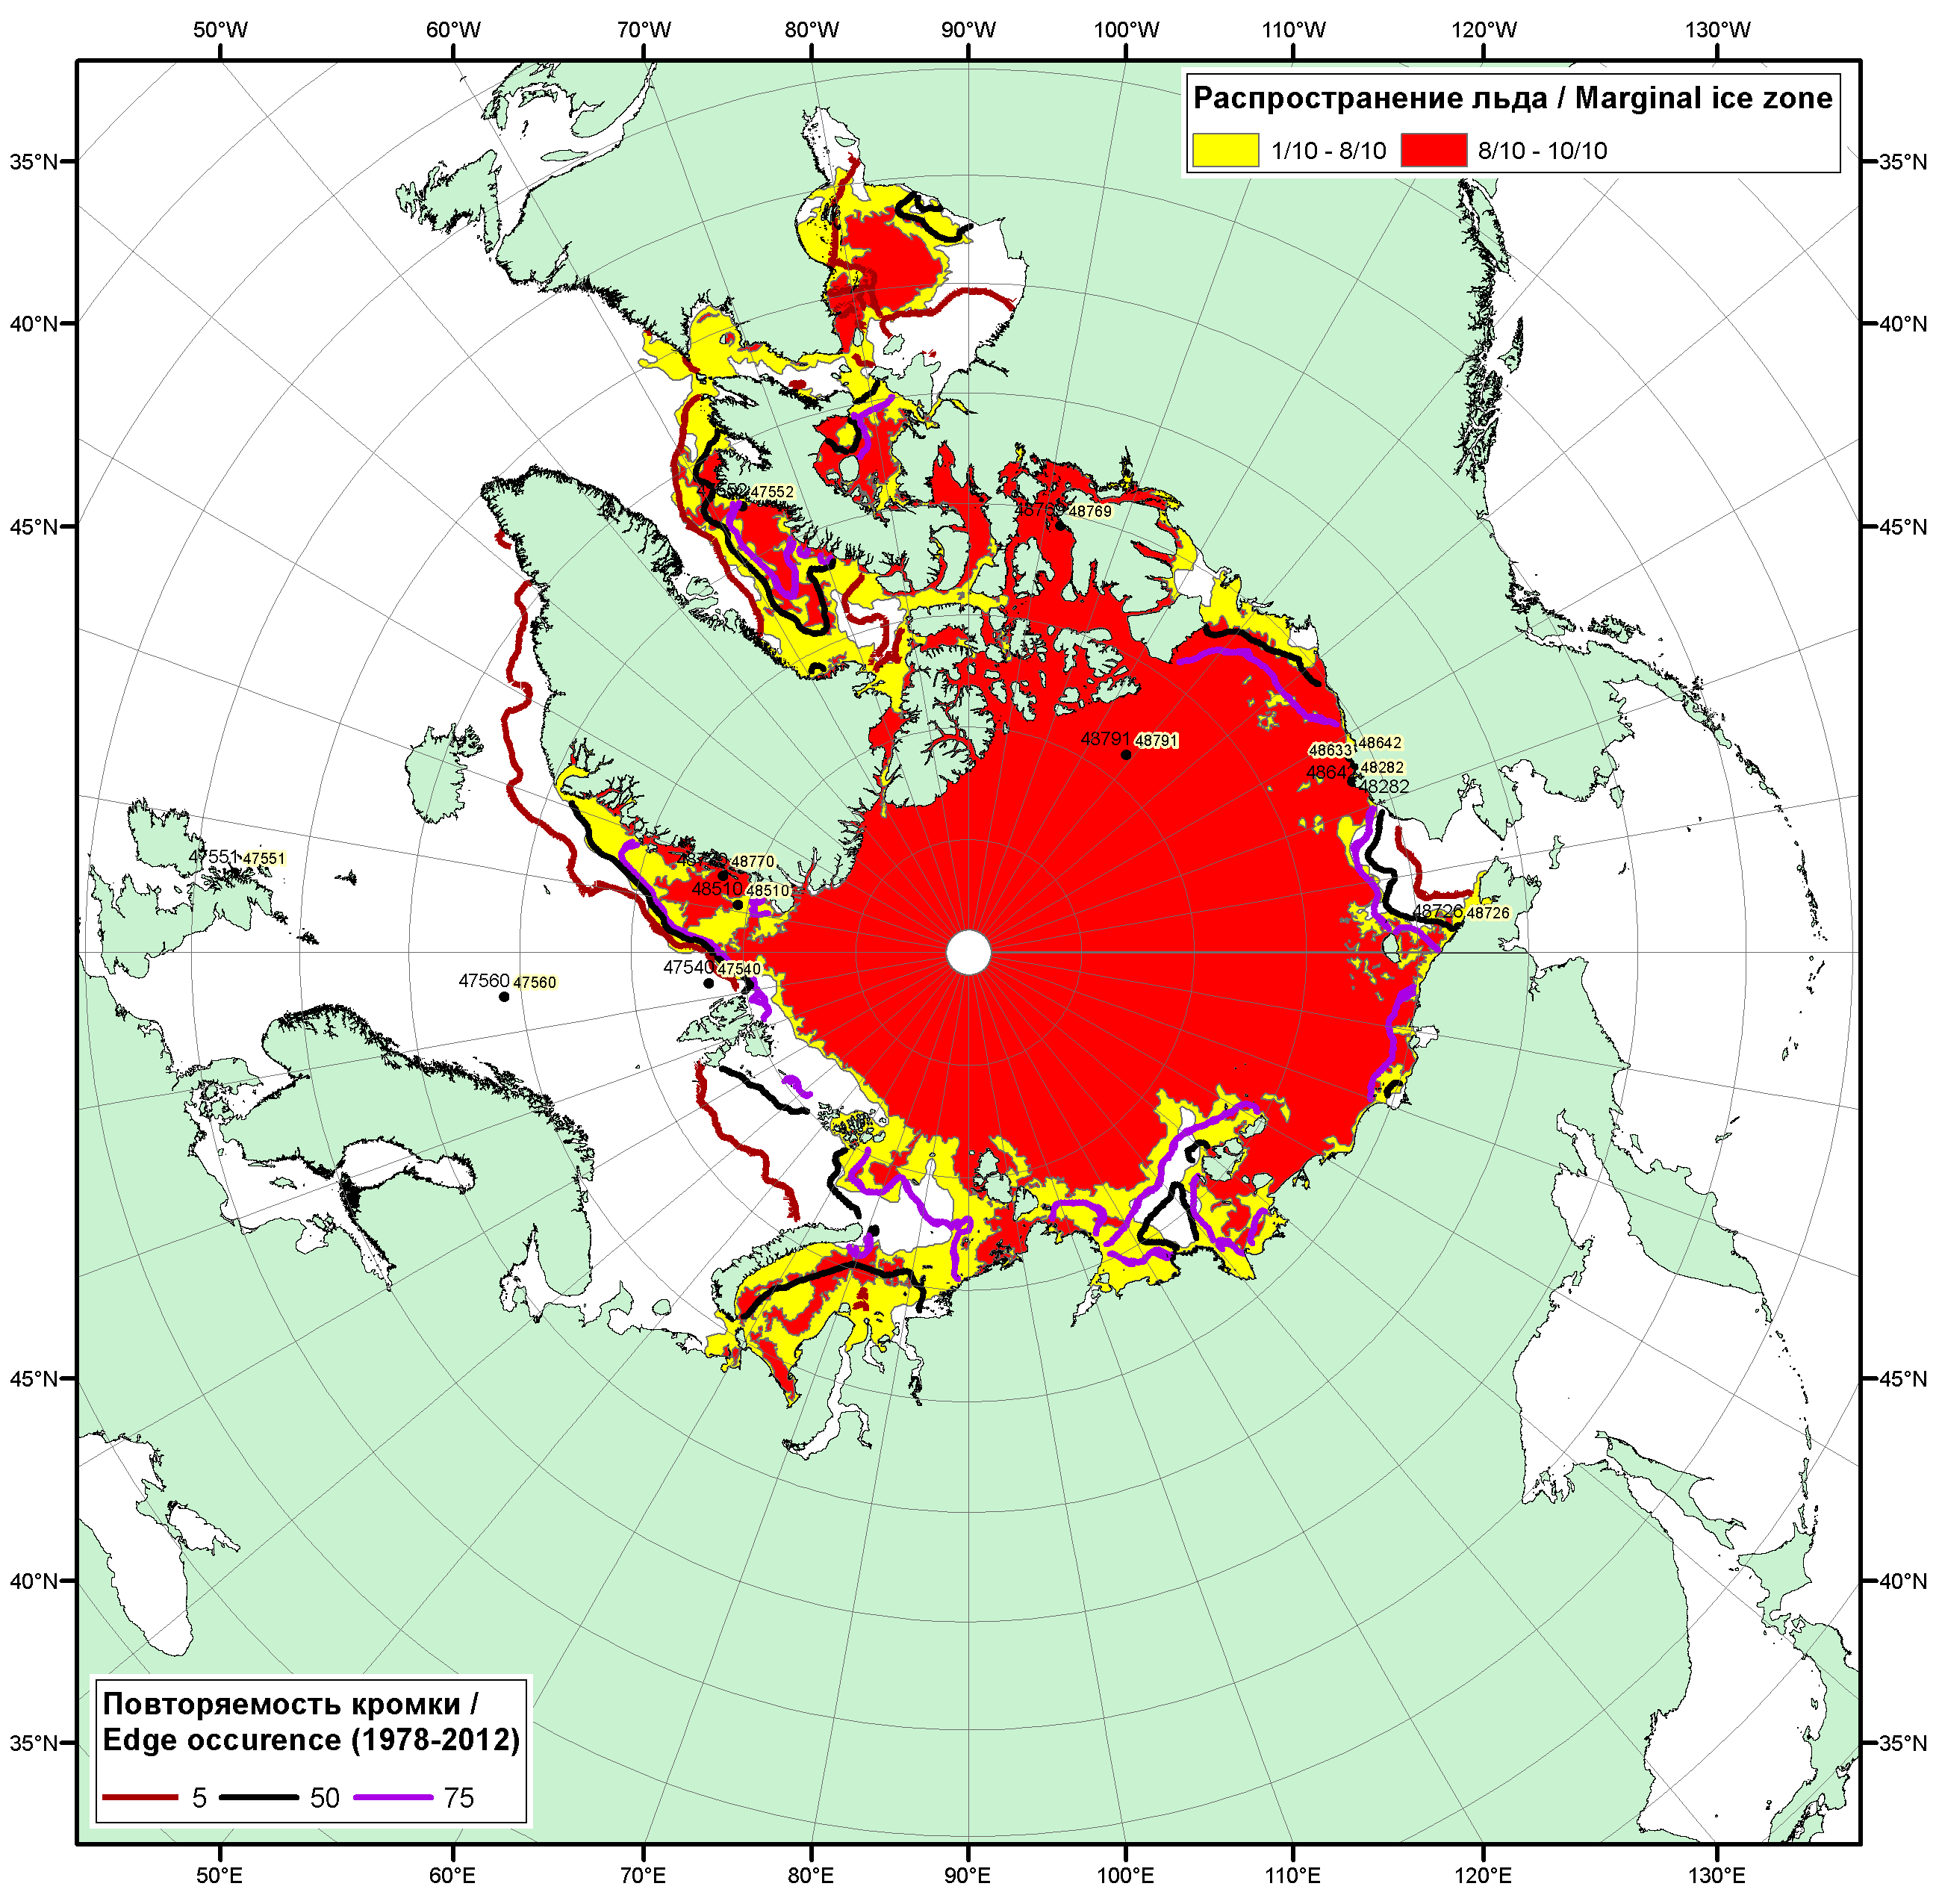 50°W 60°W 70°W 80°W 90°W 100°W 110°W 120°W 130°W
Распространение льда / Marginal ice zone
1/10 - 8/10 8/10 - 10/10
35°N 35°N
40°N 40°N
45°N 45°N
47552
48769 48769
48791 48791
48633 48642
48282
48642
48282
47551 47551
48770
48510 48510
48726 48726
47540 47540
47560 47560
45°N 45°N
40°N 40°N
35°N 35°N
Повторяемость кромки /
Edge occurence (1978-2012)
5 50 75
50°E 60°E 70°E 80°E 90°E 100°E 110°E 120°E 130°E